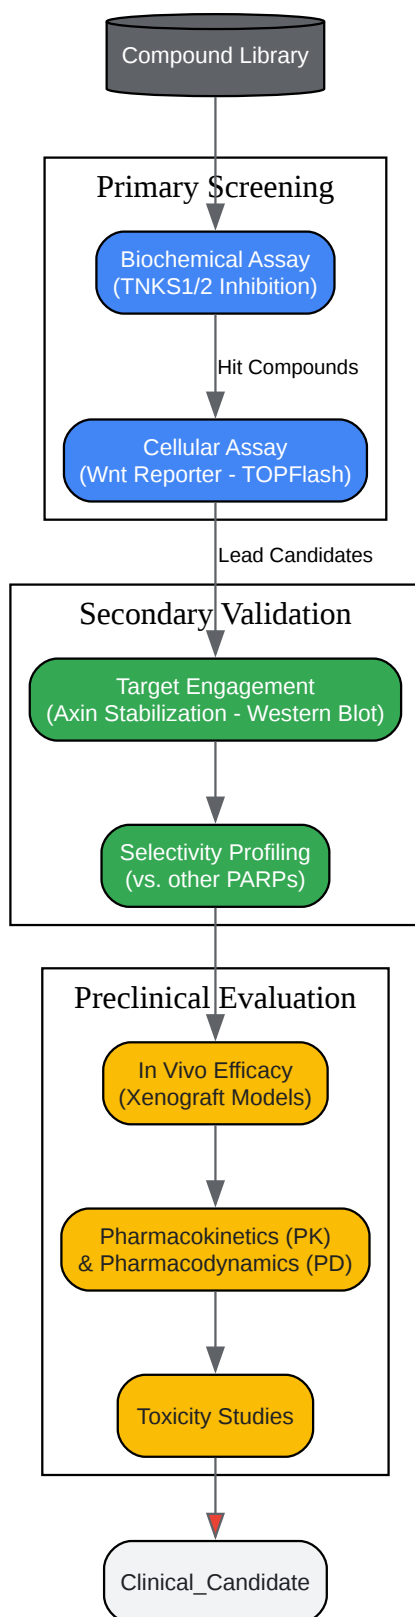 Compound Library
Primary Screening
Biochemical Assay
(TNKS1/2 Inhibition)
Hit Compounds
Cellular Assay
(Wnt Reporter - TOPFlash)
Lead Candidates
Secondary Validation
Target Engagement
(Axin Stabilization - Western Blot)
Selectivity Profiling
(vs. other PARPs)
Preclinical Evaluation
In Vivo Efficacy
(Xenograft Models)
Pharmacokinetics (PK)
& Pharmacodynamics (PD)
Toxicity Studies
Clinical_Candidate